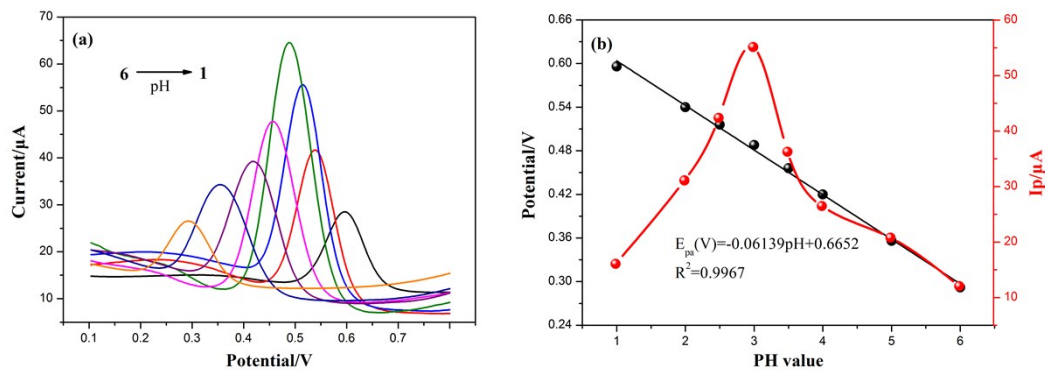 (a)
6 1
pH
70
60
50
40
30
20
10
Current/μA
0.1 0.2 0.3 0.4 0.5 0.6 0.7
Potential/V
(b)
0.66
0.60
0.54
0.48
0.42
0.36
0.30
0.24
Potential/V
E_pa(V)=-0.06139pH+0.6652
R²=0.9967
1 2 3 4 5 6
PH value
60
50
40
30
20
10
Ip/μA